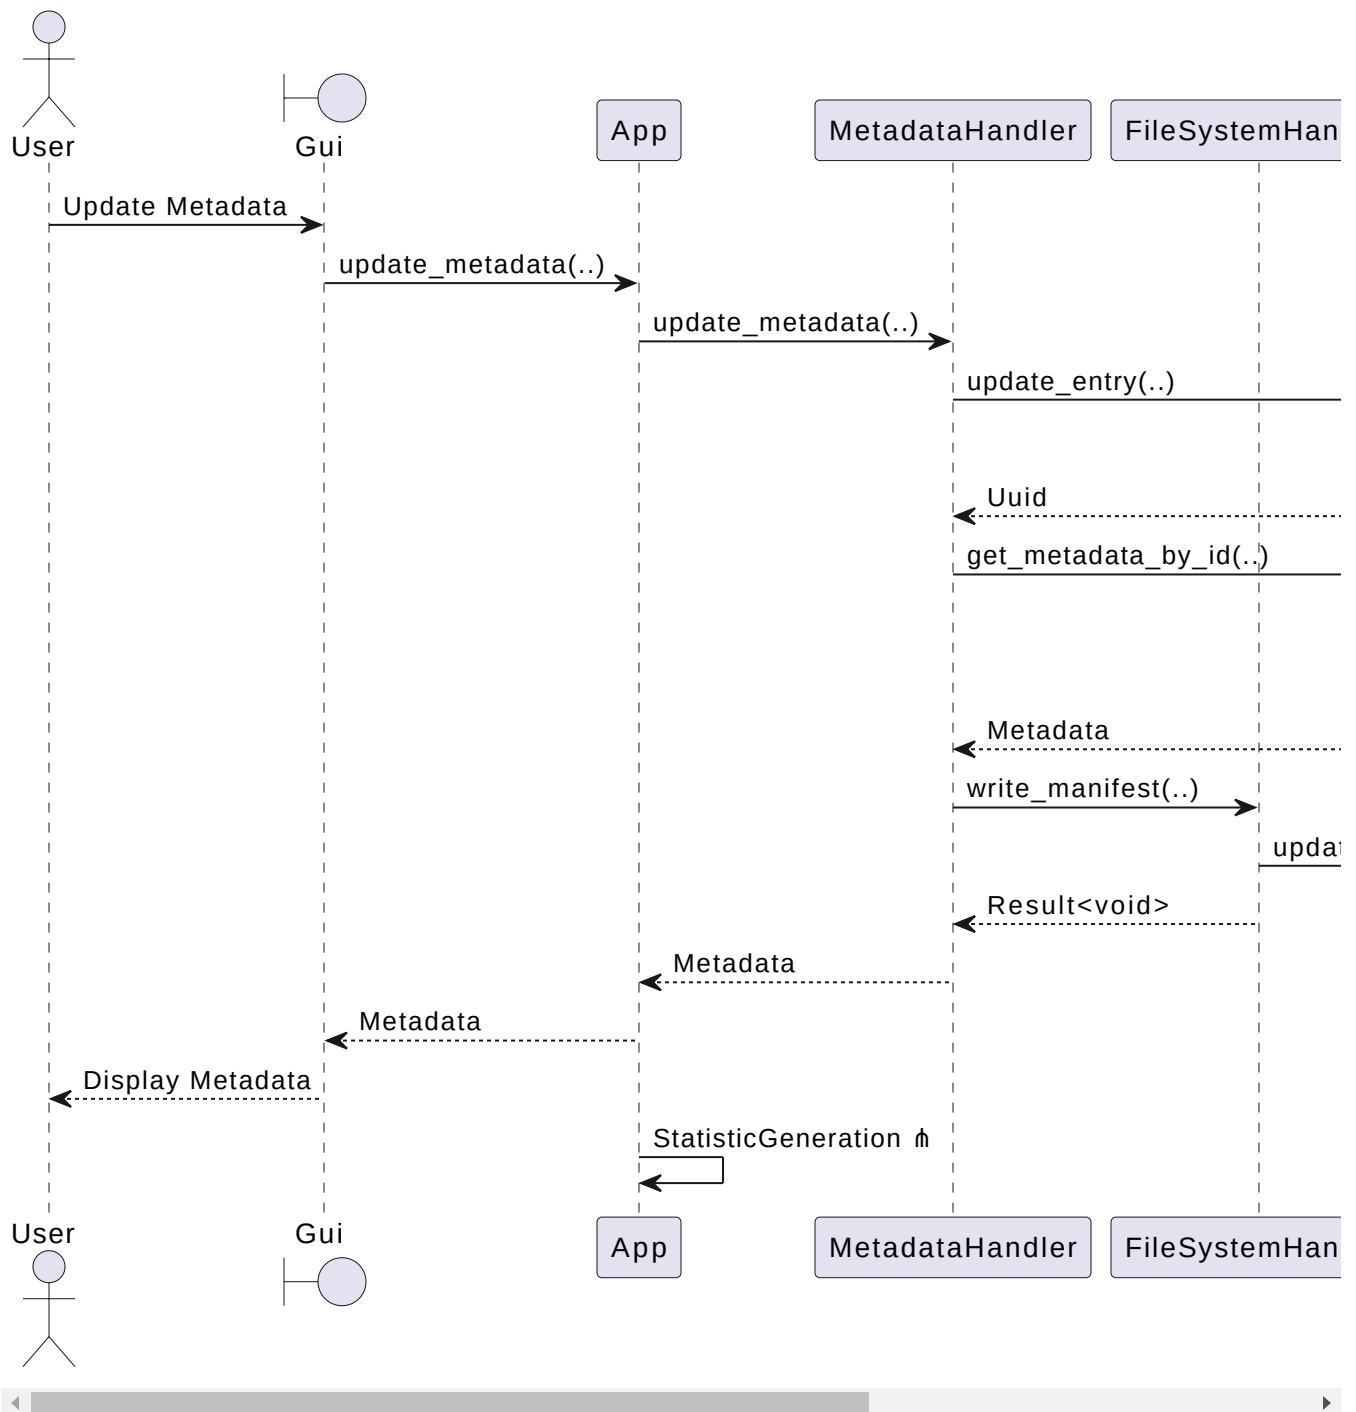 User
Gui
App
MetadataHandler
FileSystemHan
Update Metadata
update_metadata(..)
update_metadata(..)
update_entry(..)
Uuid
get_metadata_by_id(..)
Metadata
write_manifest(..)
updat
Result<void>
Metadata
Metadata
Display Metadata
StatisticGeneration ⋔
User
Gui
App
MetadataHandler
FileSystemHan